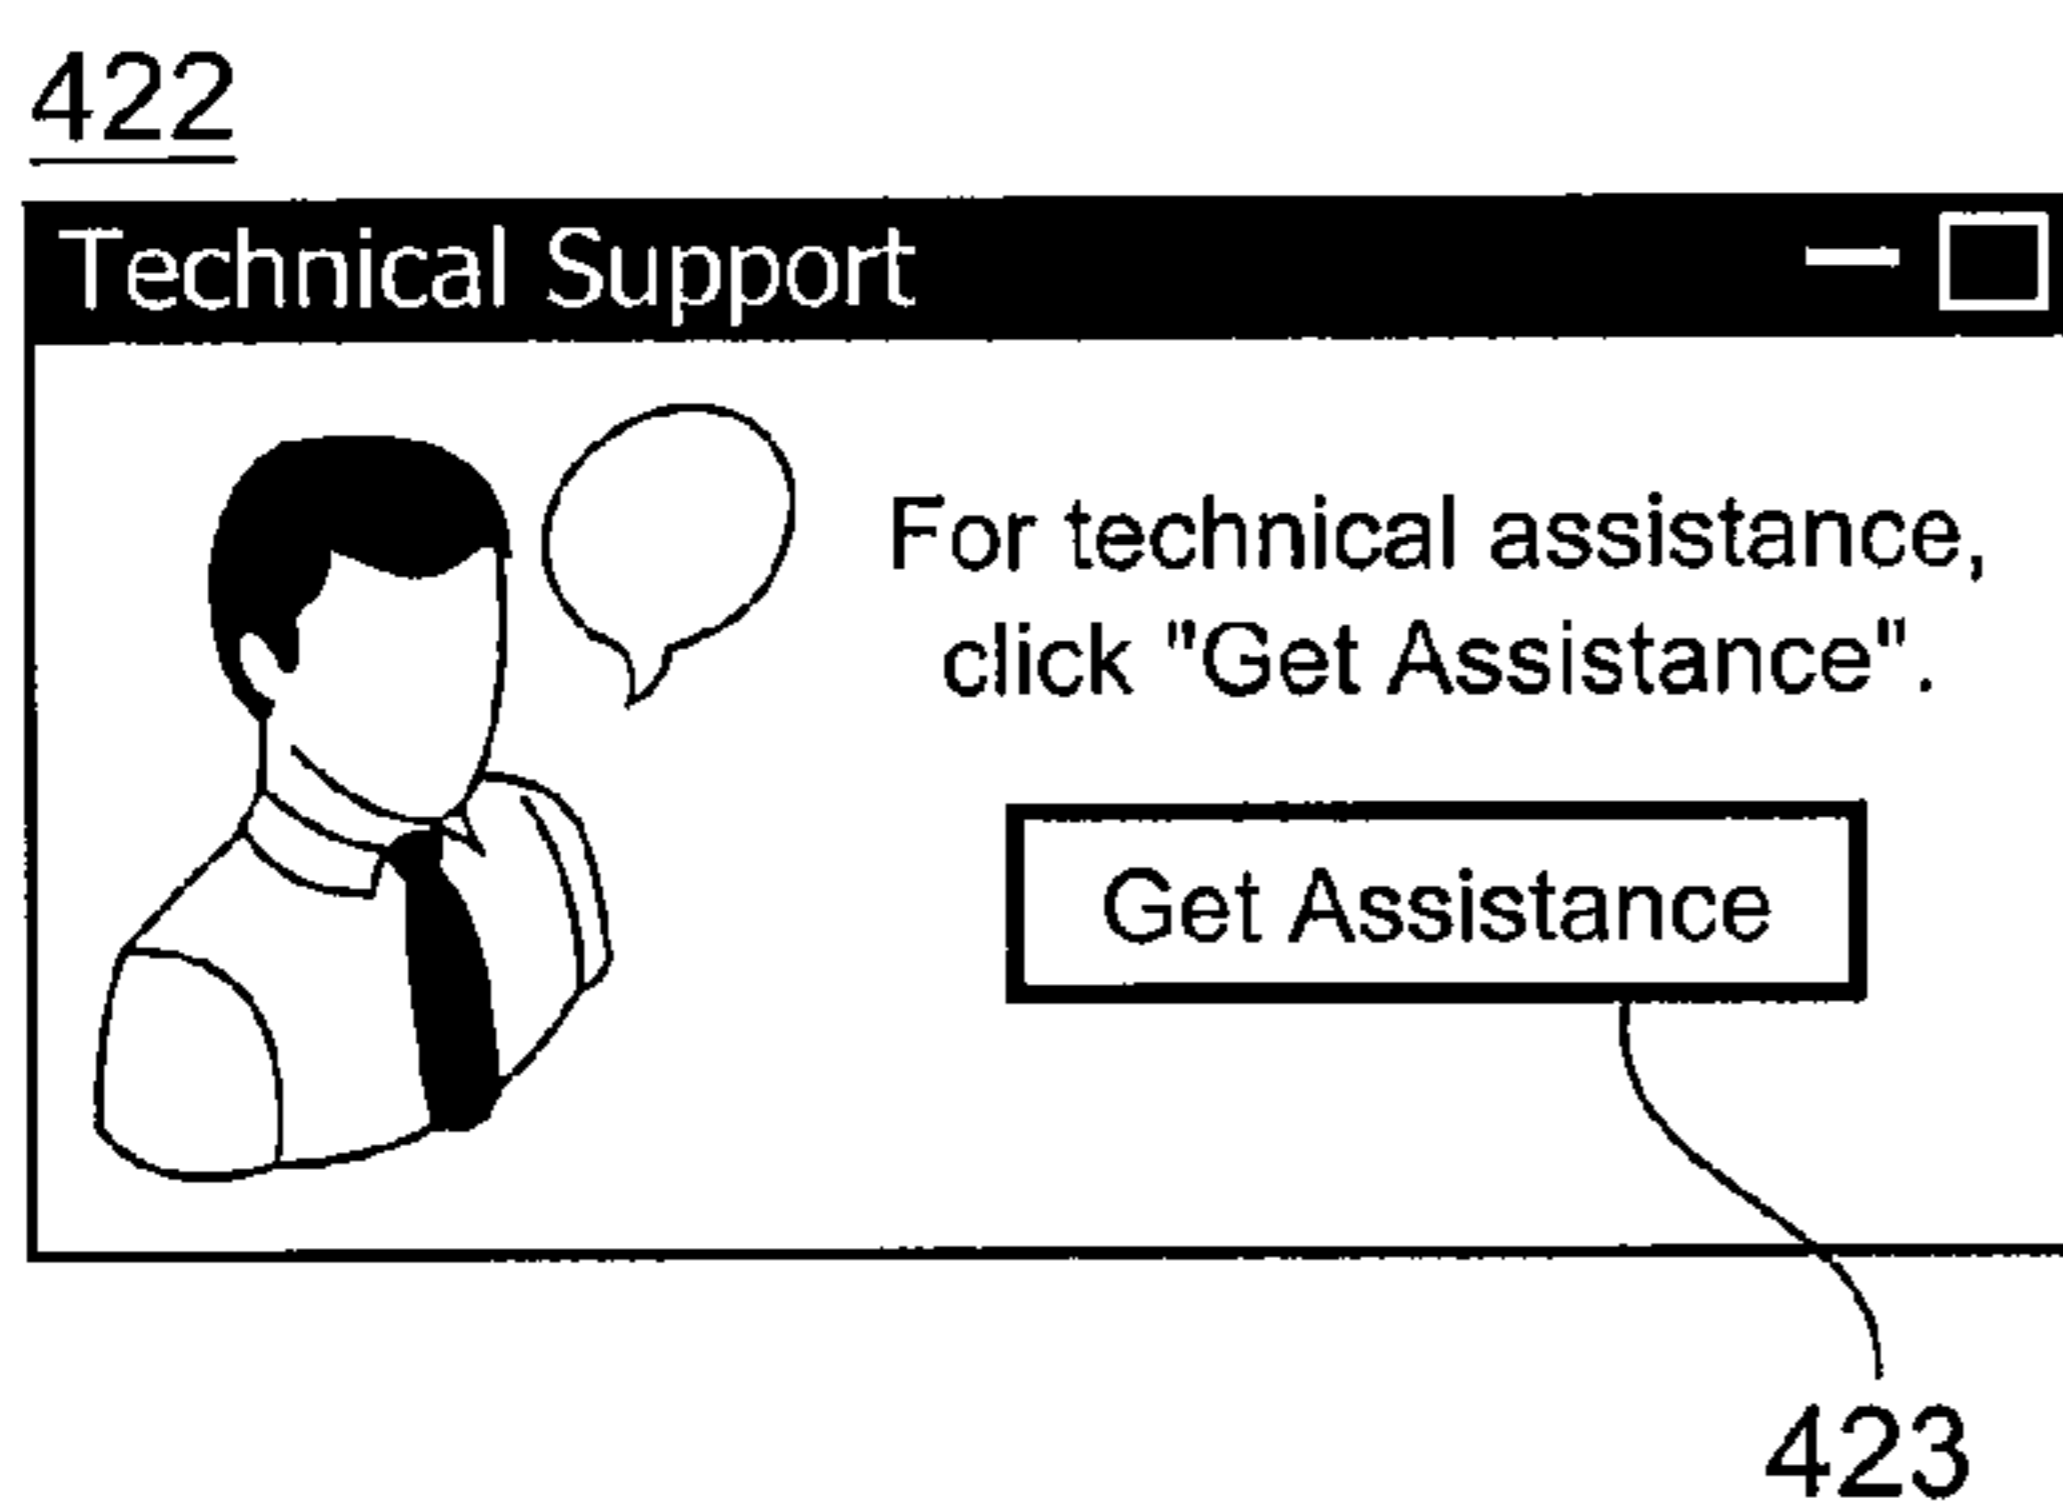 422
Technical Support
For technical assistance,
click "Get Assistance".
Get Assistance
423